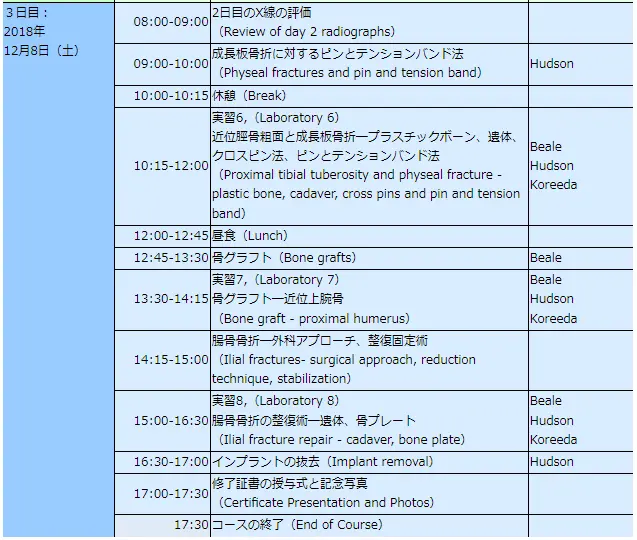 3日目：
2018年
12月8日（土）
08:00-09:00
2日目のX線の評価
（Review of day 2 radiographs）
09:00-10:00
成長板骨折に対するピンとテンションバンド法
（Physeal fractures and pin and tension band）
Hudson
10:00-10:15
休憩（Break）
10:15-12:00
実習6,（Laboratory 6）
近位脛骨粗面と成長板骨折―プラスチックボーン、遺体、
クロスピン法、ピンとテンションバンド法
（Proximal tibial tuberosity and physeal fracture -
plastic bone, cadaver, cross pins and pin and tension
band）
Beale
Hudson
Koreeda
12:00-12:45
昼食（Lunch）
12:45-13:30
骨グラフト（Bone grafts）
Beale
13:30-14:15
実習7,（Laboratory 7）
骨グラフト―近位上腕骨
（Bone graft - proximal humerus）
Beale
Hudson
Koreeda
14:15-15:00
腸骨骨折―外科アプローチ、整復固定術
（Ilial fractures- surgical approach, reduction
technique, stabilization）
15:00-16:30
実習8,（Laboratory 8）
腸骨骨折の整復術―遺体、骨プレート
（Ilial fracture repair - cadaver, bone plate）
Beale
Hudson
Koreeda
16:30-17:00
インプラントの抜去（Implant removal）
Hudson
17:00-17:30
修了証書の授与式と記念写真
（Certificate Presentation and Photos）
17:30
コースの終了（End of Course）